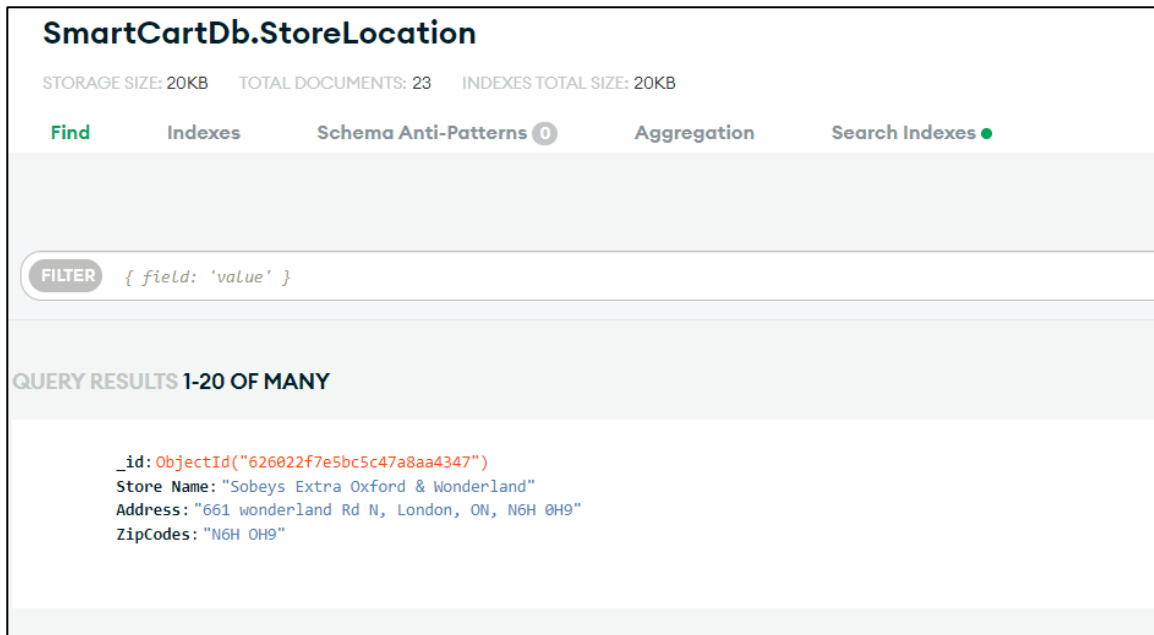 SmartCartDb.StoreLocation
STORAGE SIZE: 20KB TOTAL DOCUMENTS: 23 INDEXES TOTAL SIZE: 20KB
Find Indexes Schema Anti-Patterns 0 Aggregation Search Indexes
FILTER { field: 'value' }
QUERY RESULTS 1-20 OF MANY
_id: ObjectId("626022f7e5bc5c47a8aa4347")
Store Name: "Sobeys Extra Oxford & Wonderland"
Address: "661 wonderland Rd N, London, ON, N6H 0H9"
ZipCodes: "N6H OH9"